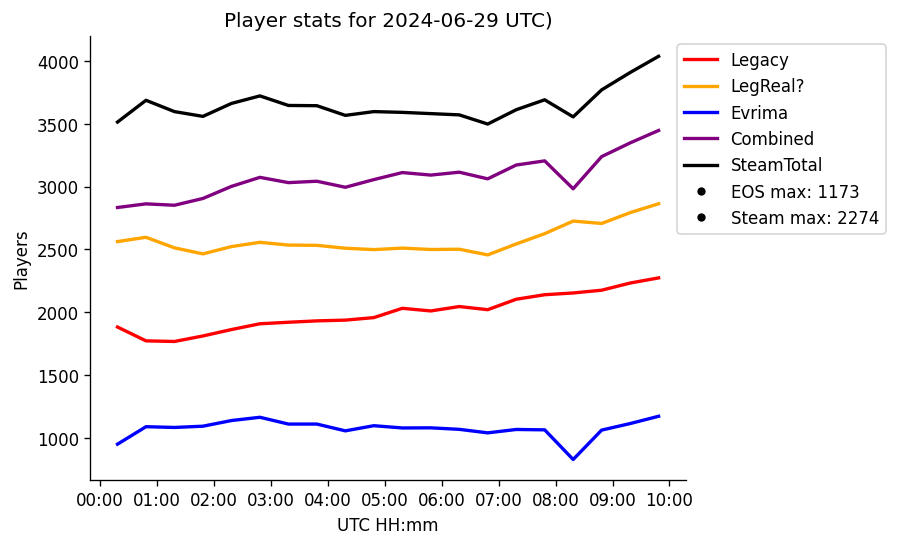 Player stats for 2024-06-29 UTC)
4000
3500
3000
2500
2000
1500
1000
Players
00:00 01:00 02:00 03:00 04:00 05:00 06:00 07:00 08:00 09:00 10:00
UTC HH:mm
Legacy
LegReal?
Evrima
Combined
SteamTotal
EOS max: 1173
Steam max: 2274